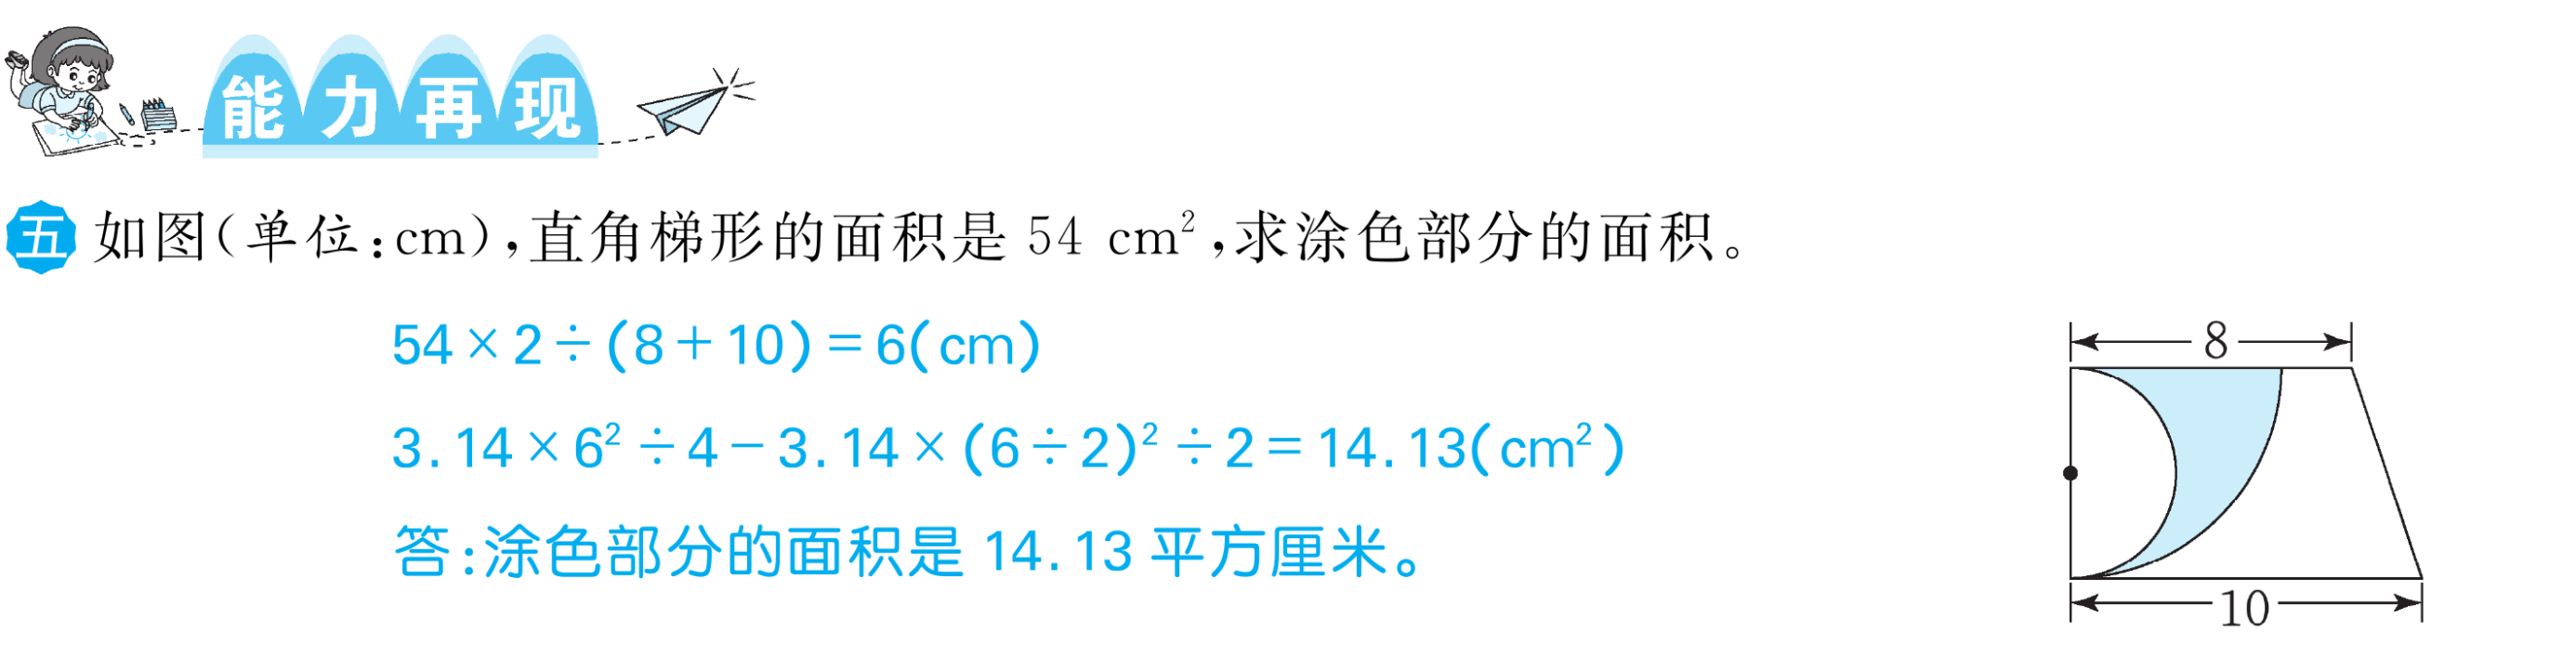 能力再现
五 如图(单位:cm),直角梯形的面积是 54 cm²,求涂色部分的面积。
54×2÷(8+10)=6(cm)
3.14×6²÷4-3.14×(6÷2)²÷2=14.13(cm²)
答:涂色部分的面积是 14.13 平方厘米。
8
10